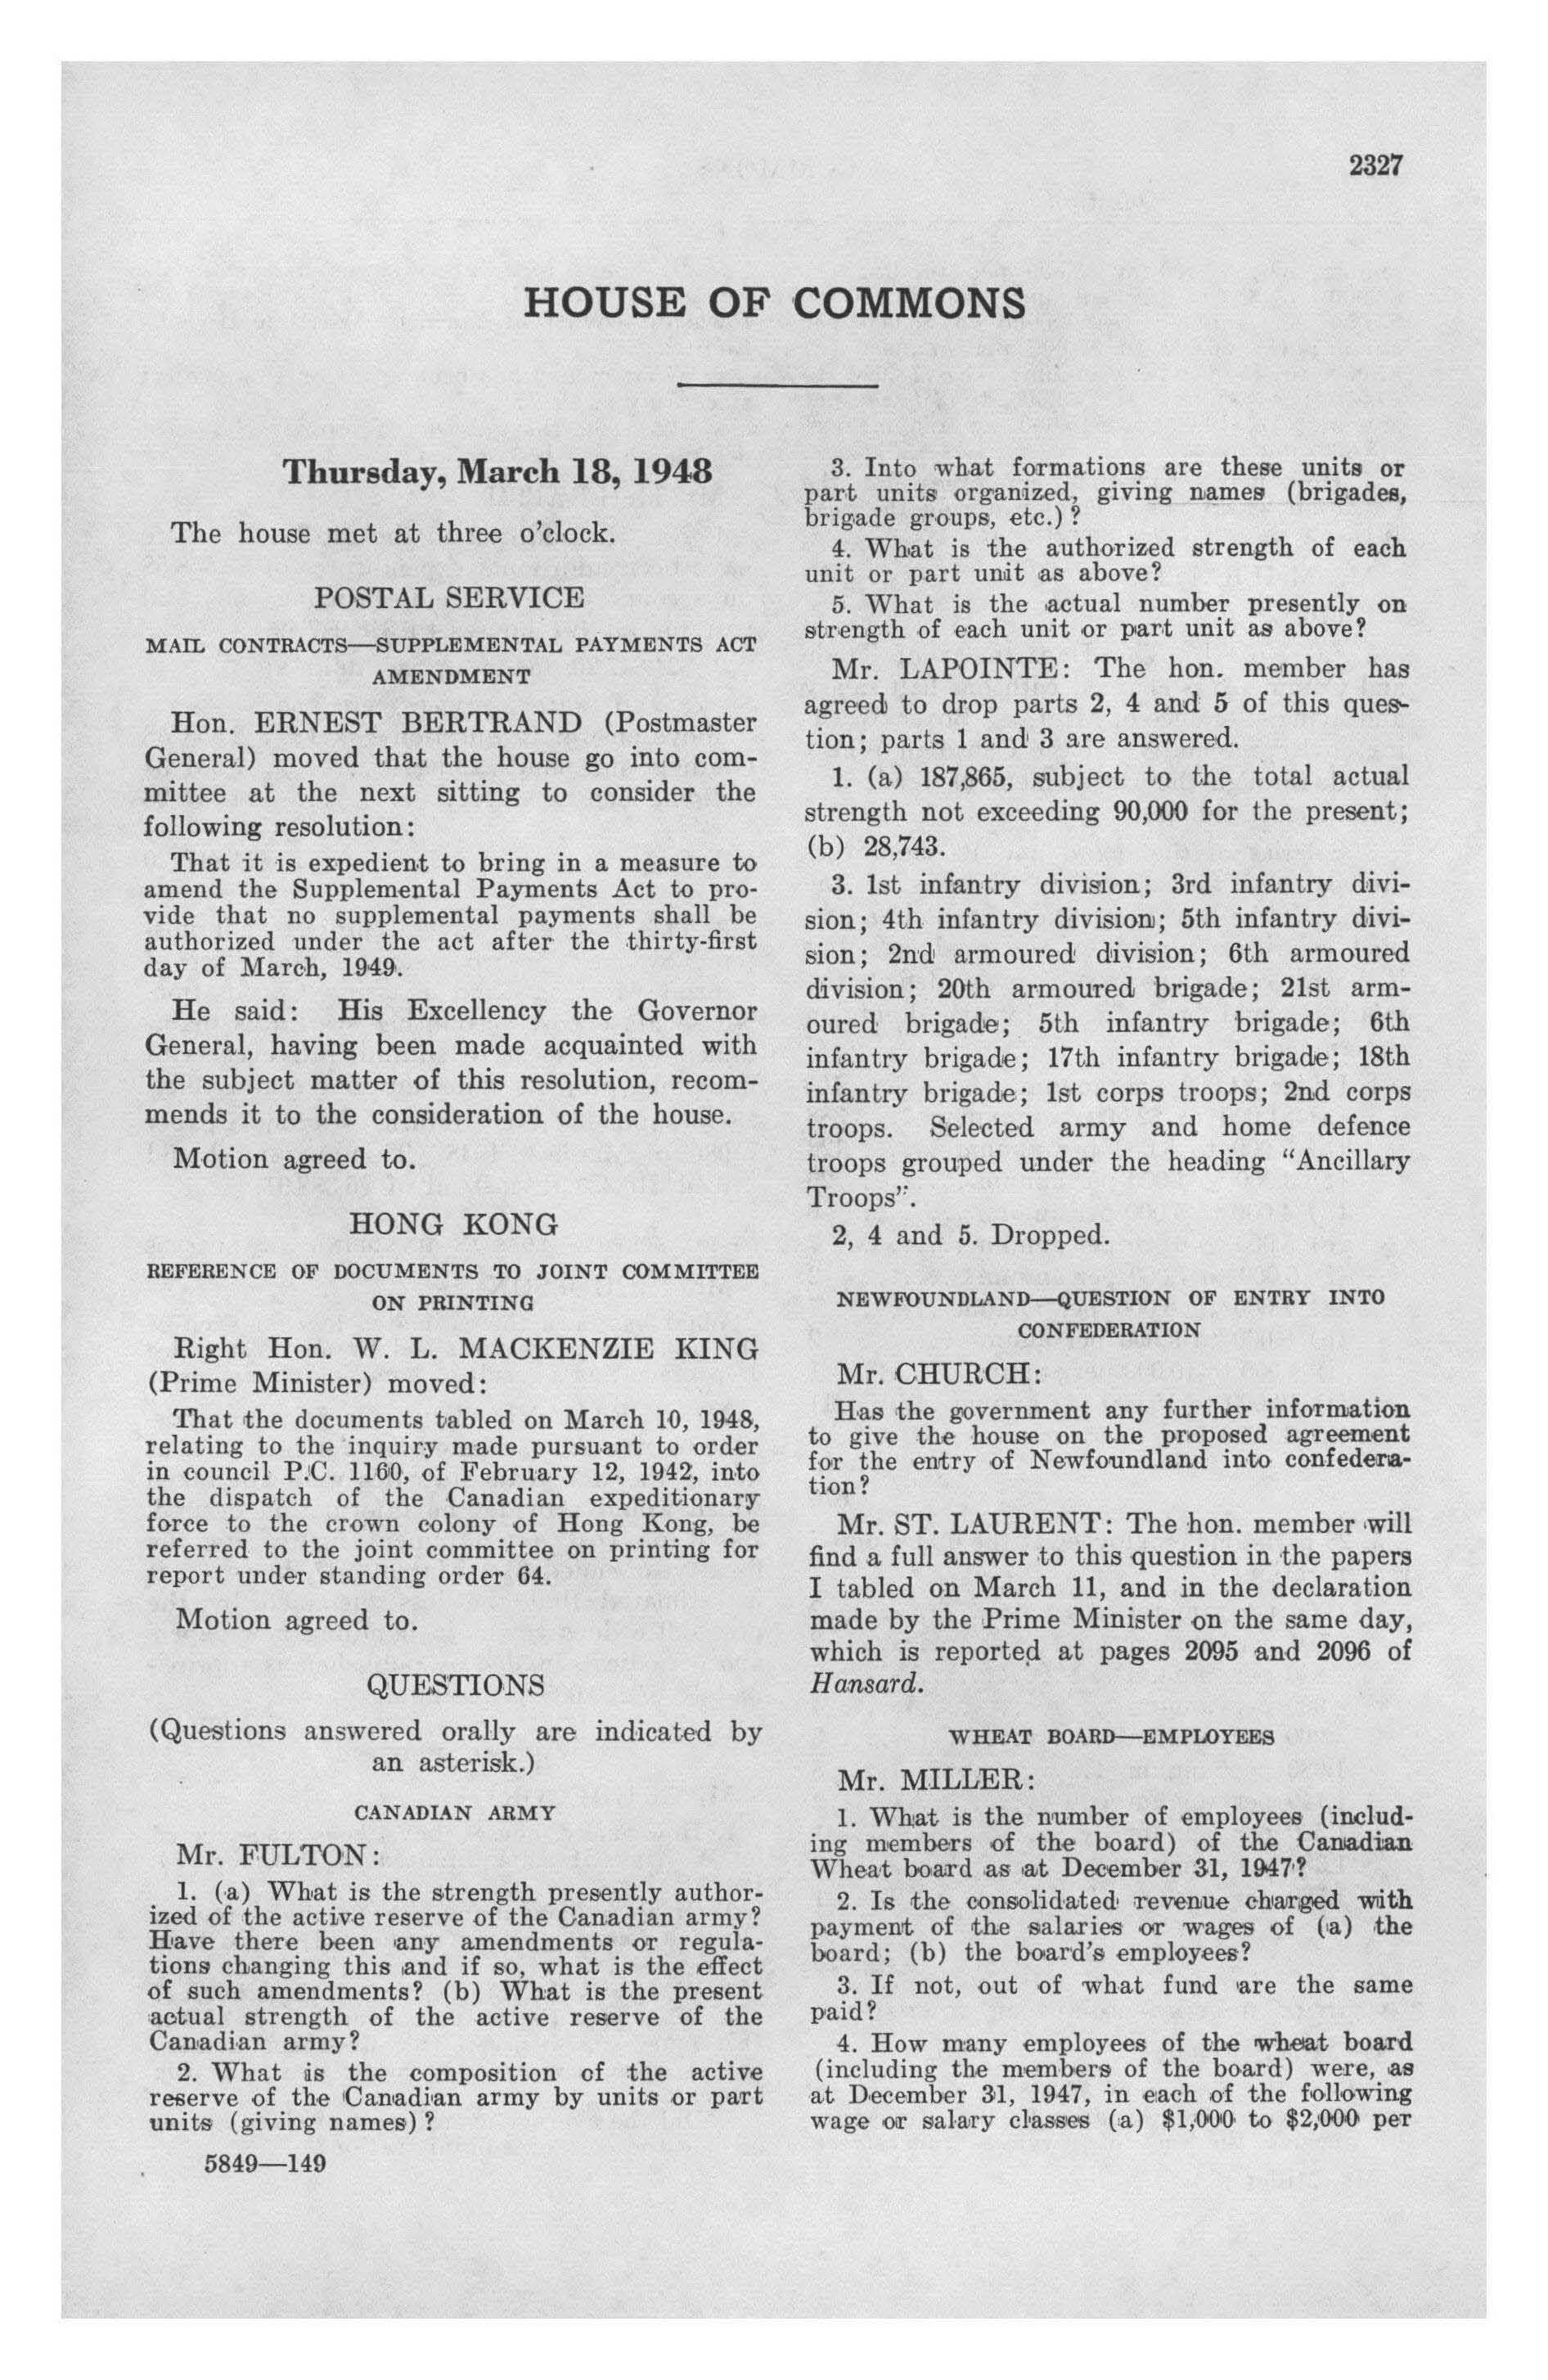 2327
HOUSE OF COMMONS
Thursday, March 18, 1948
The house met at three o'clock.
POSTAL SERVICE
MAIL CONTRACTS—SUPPLEMENTAL PAYMENTS ACT
AMENDMENT
Hon. ERNEST BERTRAND (Postmaster
General) moved that the house go into com-
mittee at the next sitting to consider the
following resolution:
That it is expedient to bring in a measure to
amend the Supplemental Payments Act to pro-
vide that no supplemental payments shall be
authorized under the act after the thirty-first
day of March, 1949.
He said: His Excellency the Governor
General, having been made acquainted with
the subject matter of this resolution, recom-
mends it to the consideration of the house.
Motion agreed to.
HONG KONG
REFERENCE OF DOCUMENTS TO JOINT COMMITTEE
ON PRINTING
Right Hon. W. L. MACKENZIE KING
(Prime Minister) moved:
That the documents tabled on March 10, 1948,
relating to the inquiry made pursuant to order
in council P.C. 1160, of February 12, 1942, into
the dispatch of the Canadian expeditionary
force to the crown colony of Hong Kong, be
referred to the joint committee on printing for
report under standing order 64.
Motion agreed to.
QUESTIONS
(Questions answered orally are indicated by
an asterisk.)
CANADIAN ARMY
Mr. FULTON:
1. (a) What is the strength presently author-
ized of the active reserve of the Canadian army?
Have there been any amendments or regula-
tions changing this and if so, what is the effect
of such amendments? (b) What is the present
actual strength of the active reserve of the
Canadian army?
2. What is the composition of the active
reserve of the Canadian army by units or part
units (giving names)?
5849—149
3. Into what formations are these units or
part units organized, giving names (brigades,
brigade groups, etc.)?
4. What is the authorized strength of each
unit or part unit as above?
5. What is the actual number presently on
strength of each unit or part unit as above?
Mr. LAPOINTE: The hon. member has
agreed to drop parts 2, 4 and 5 of this ques-
tion; parts 1 and 3 are answered.
1. (a) 187,865, subject to the total actual
strength not exceeding 90,000 for the present;
(b) 28,743.
3. 1st infantry division; 3rd infantry divi-
sion; 4th infantry division; 5th infantry divi-
sion; 2nd armoured division; 6th armoured
division; 20th armoured brigade; 21st arm-
oured brigade; 5th infantry brigade; 6th
infantry brigade; 17th infantry brigade; 18th
infantry brigade; 1st corps troops; 2nd corps
troops. Selected army and home defence
troops grouped under the heading "Ancillary
Troops".
2, 4 and 5. Dropped.
NEWFOUNDLAND—QUESTION OF ENTRY INTO
CONFEDERATION
Mr. CHURCH:
Has the government any further information
to give the house on the proposed agreement
for the entry of Newfoundland into confedera-
tion?
Mr. ST. LAURENT: The hon. member will
find a full answer to this question in the papers
I tabled on March 11, and in the declaration
made by the Prime Minister on the same day,
which is reported at pages 2095 and 2096 of
Hansard.
WHEAT BOARD—EMPLOYEES
Mr. MILLER:
1. What is the number of employees (includ-
ing members of the board) of the Canadian
Wheat board as at December 31, 1947?
2. Is the consolidated revenue charged with
payment of the salaries or wages of (a) the
board; (b) the board's employees?
3. If not, out of what fund are the same
paid?
4. How many employees of the wheat board
(including the members of the board) were, as
at December 31, 1947, in each of the following
wage or salary classes (a) $1,000 to $2,000 per